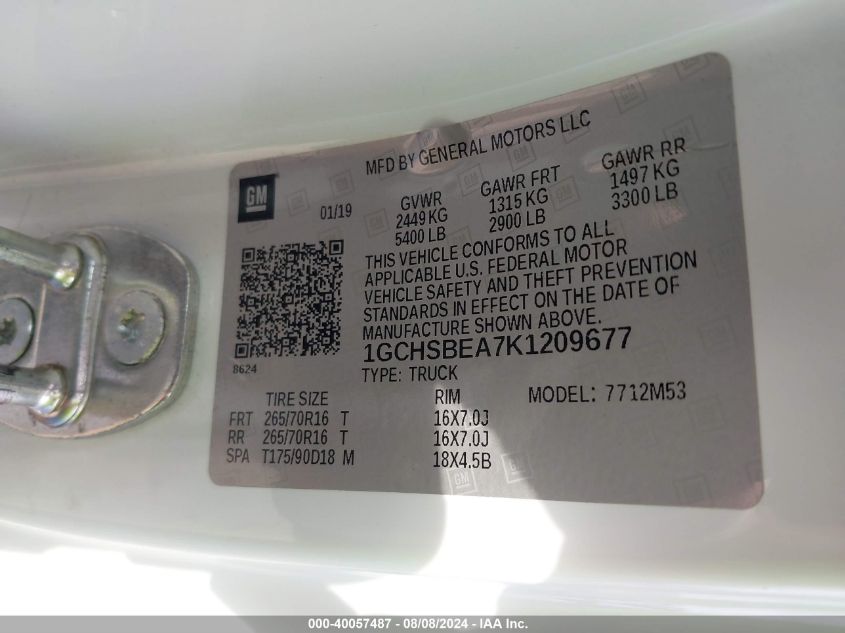 MFD BY GENERAL MOTORS LLC
GM
01/19
GVWR GAWR FRT GAWR RR
2449 KG 1315 KG 1497 KG
5400 LB 2900 LB 3300 LB
THIS VEHICLE CONFORMS TO ALL
APPLICABLE U.S. FEDERAL MOTOR
VEHICLE SAFETY AND THEFT PREVENTION
STANDARDS IN EFFECT ON THE DATE OF
MANUFACTURE SHOWN ABOVE.
1GCHSBEA7K1209677
8624
TYPE: TRUCK
MODEL: 7712M53
TIRE SIZE RIM
FRT 265/70R16 T 16X7.0J
RR 265/70R16 T 16X7.0J
SPA T175/90D18 M 18X4.5B
000-40057487 - 08/08/2024 - IAA Inc.